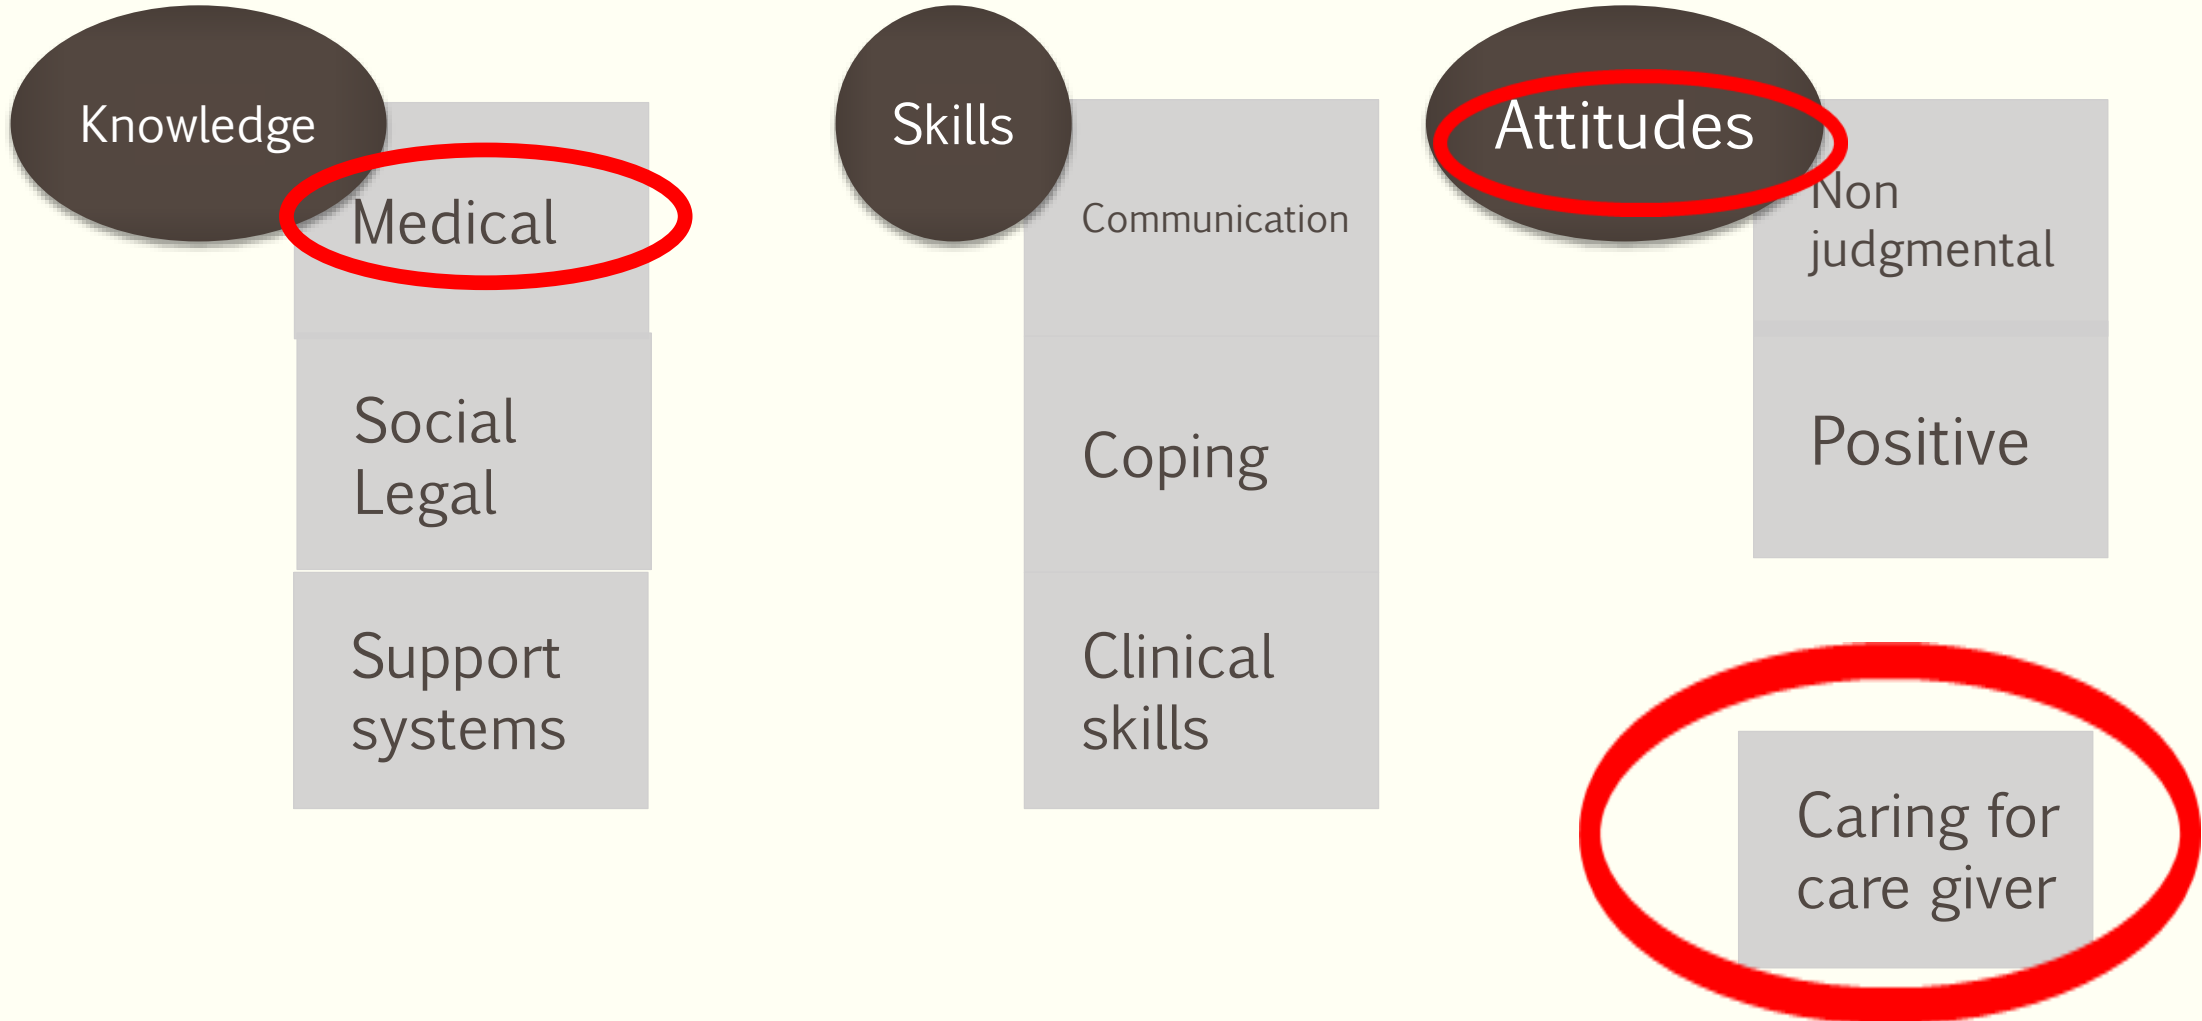 Knowledge
Medical
Social
Legal
Support
systems
Skills
Communication
Coping
Clinical
skills
Attitudes
Non
judgmental
Positive
Caring for
care giver